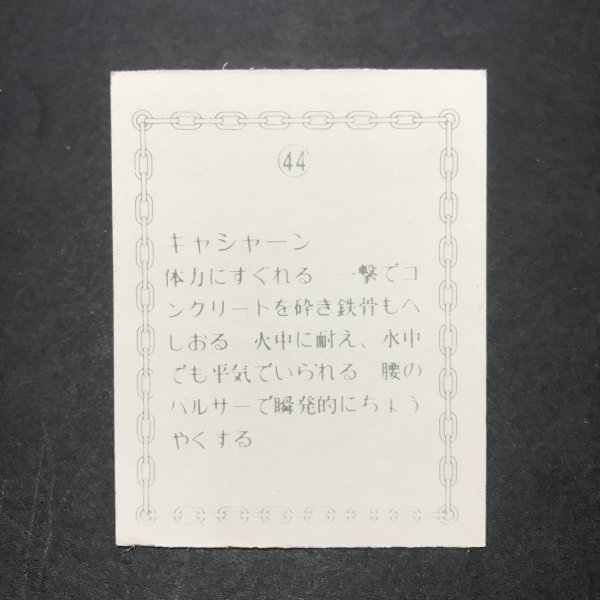 44
キャシャーン
体力にすぐれる 一撃でコ
ンクリートを砕き鉄骨もへ
しおる 火中に耐え、水中
でも平気でいられる 腰の
パルサーで瞬発的にちょう
やくする